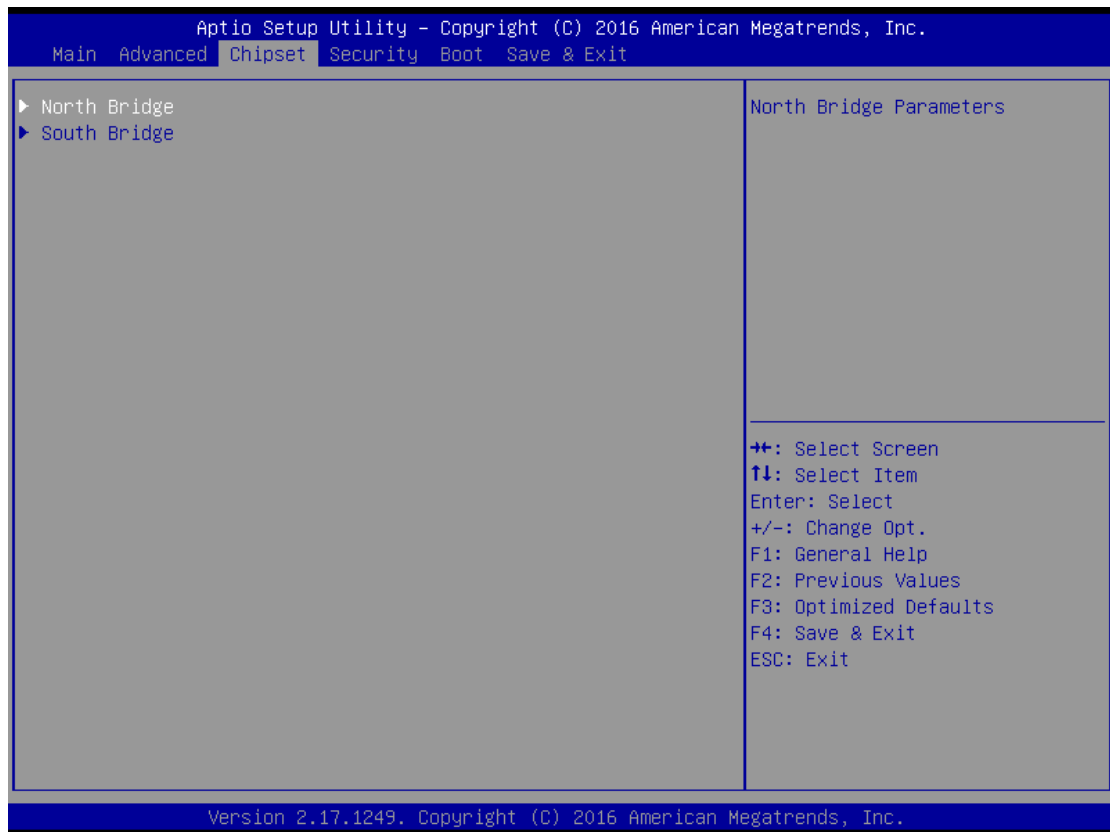 Aptio Setup Utility – Copyright (C) 2016 American Megatrends, Inc.
Main Advanced Chipset Security Boot Save & Exit
▶ North Bridge
▶ South Bridge
North Bridge Parameters
→←: Select Screen
↑↓: Select Item
Enter: Select
+/-: Change Opt.
F1: General Help
F2: Previous Values
F3: Optimized Defaults
F4: Save & Exit
ESC: Exit
Version 2.17.1249. Copyright (C) 2016 American Megatrends, Inc.